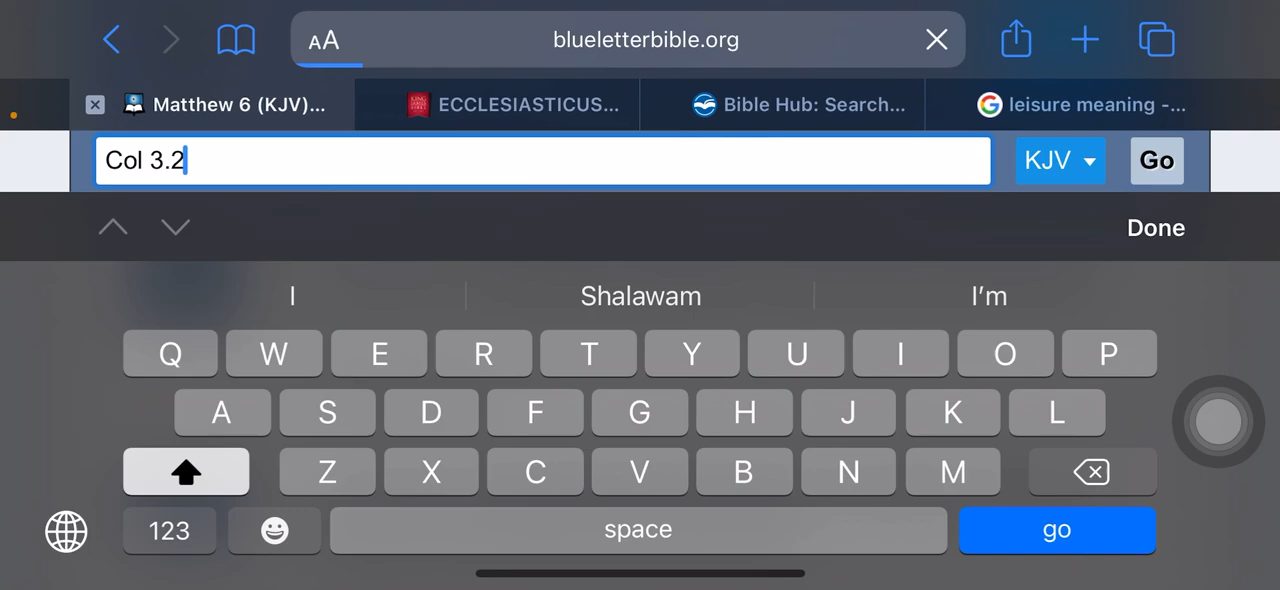 AA blueletterbible.org
Matthew 6 (KJV)... ECCLESIASTICUS... Bible Hub: Search... leisure meaning -...
Col 3.2 KJV Go
Done
I Shalawam I'm
Q W E R T Y U I O P
A S D F G H J K L
Z X C V B N M
123 space go